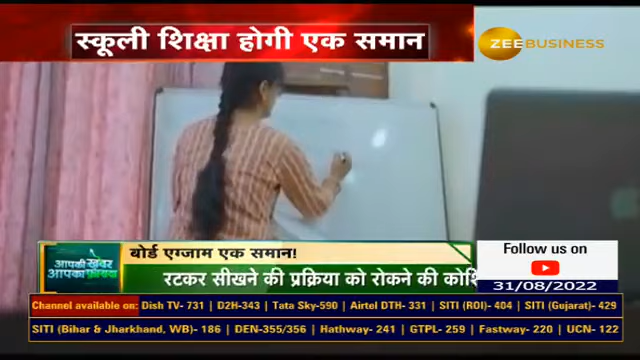 स्कूली शिक्षा होगी एक समान
ZEEBUSINESS
आपकी खबर
आपका फ़ायदा
बोर्ड एग्जाम एक समान!
रटकर सीखने की प्रक्रिया को रोकने की
Follow us on
31/08/2022
Channel available on: Dish TV- 731 | D2H-343 | Tata Sky-590 | Airtel DTH- 331 | SITI (ROI)- 404 | SITI (Gujarat)- 429
SITI (Bihar & Jharkhand, WB)- 186 | DEN-355/356 | Hathway- 241 | GTPL- 259 | Fastway- 220 | UCN- 122